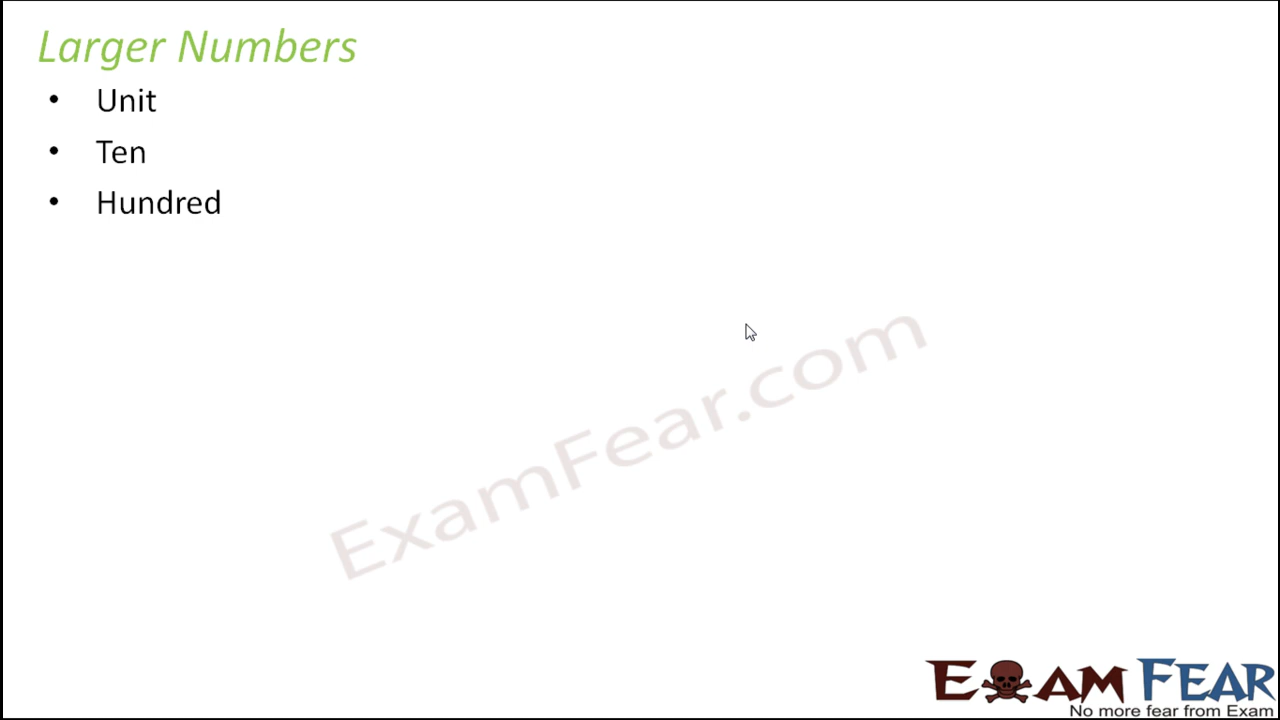 Larger Numbers
• Unit
• Ten
• Hundred
ExamFear.com
EXAM FEAR
No more fear from Exam